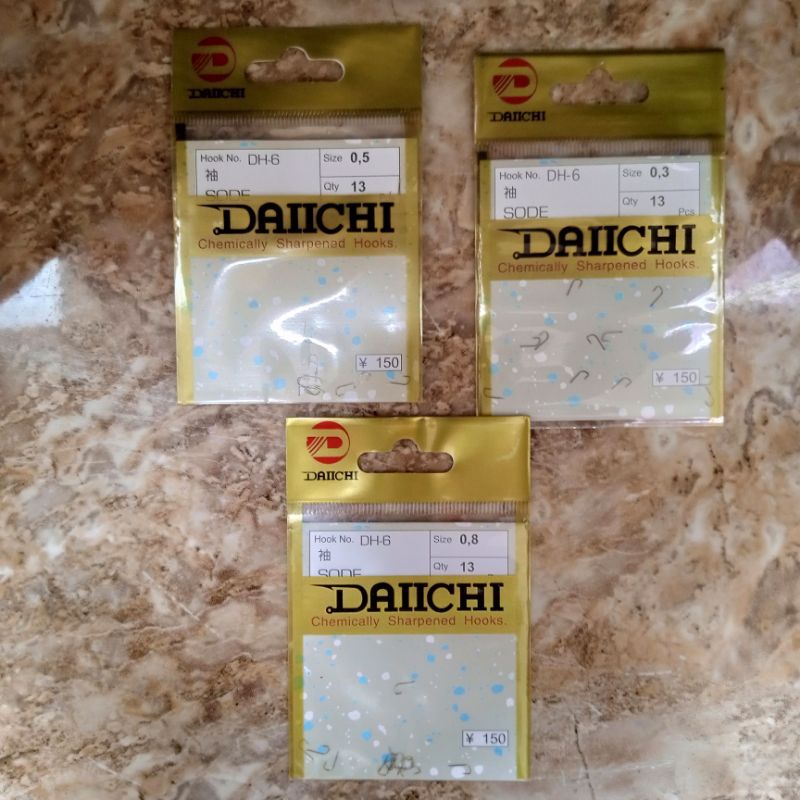 DAIICHI
Hook No. DH-6
Size 0,5
袖
SODE
Qty 13
DAIICHI
Chemically Sharpened Hooks.
¥ 150
DAIICHI
Hook No. DH-6
Size 0,3
袖
SODE
Qty 13 Pcs
DAIICHI
Chemically Sharpened Hooks.
¥ 150
DAIICHI
Hook No. DH-6
Size 0,8
袖
SODE
Qty 13
DAIICHI
Chemically Sharpened Hooks.
¥ 150